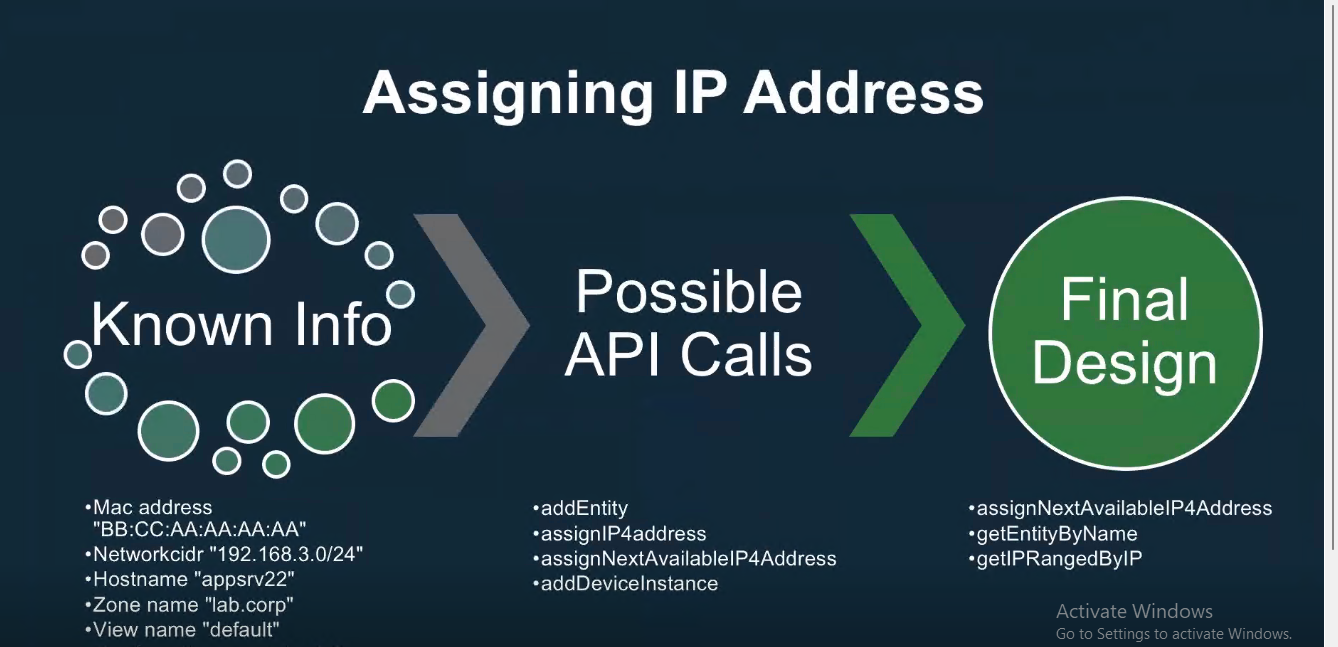 Assigning IP Address
Known Info
Possible
API Calls
Final
Design
•Mac address
"BB:CC:AA:AA:AA:AA"
•Networkcidr "192.168.3.0/24"
•Hostname "appsrv22"
•Zone name "lab.corp"
•View name "default"
•addEntity
•assignIP4address
•assignNextAvailableIP4Address
•addDeviceInstance
•assignNextAvailableIP4Address
•getEntityByName
•getIPRangedByIP
Activate Windows
Go to Settings to activate Windows.